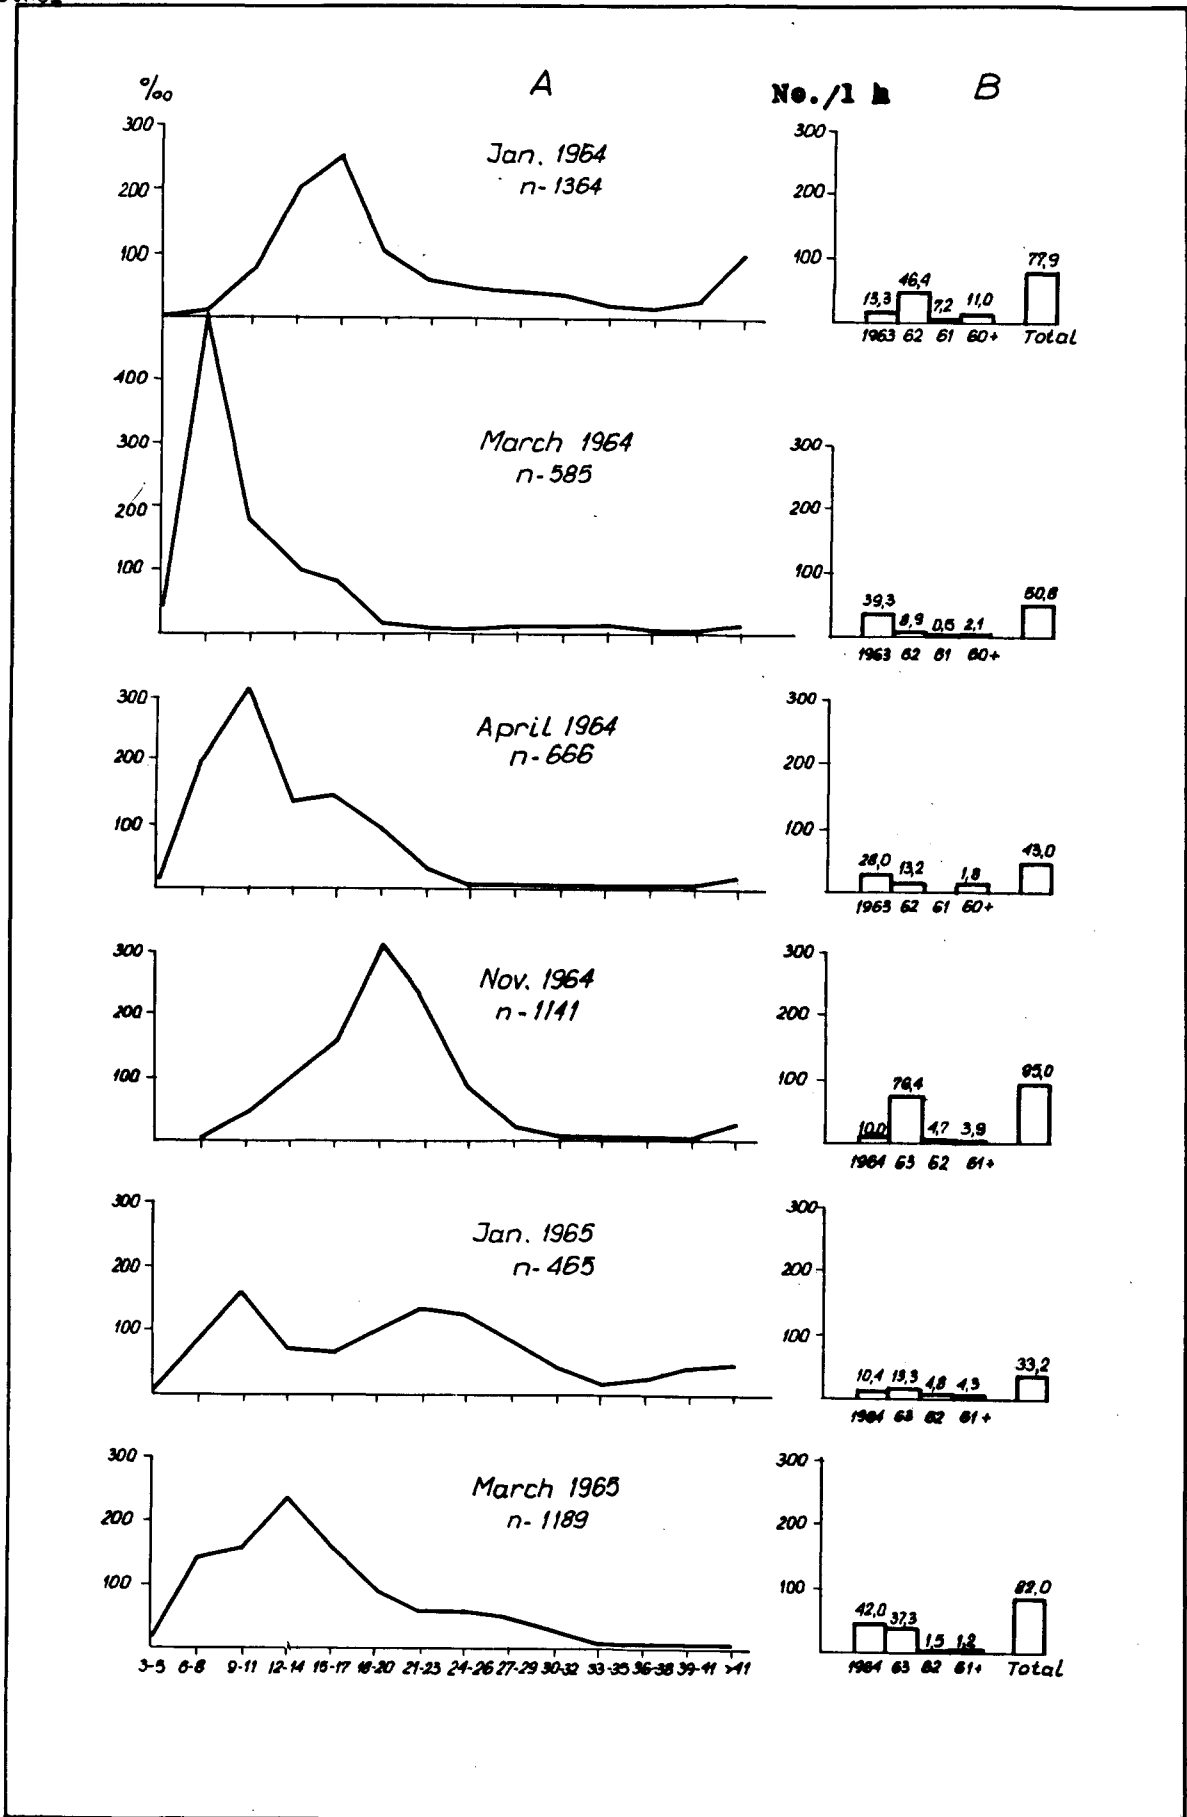 ‰ A No./1 h B
300
200
100
Jan. 1964
n-1364
300
200
100
13,3 46,4 7,2 11,0 77,9
1963 62 61 60+ Total
400
300
200
100
March 1964
n-585
300
200
100
39,3 8,9 2,1
1963 62 61 60+
300
200
100
April 1964
n-666
300
200
100
28,0 13,2 1,8 43,0
1963 62 61 60+
300
200
100
Nov. 1964
n-1141
300
200
100
10,0 76,4 4,7 3,9 95,0
1964 63 62 61+
300
200
100
Jan. 1965
n-465
300
200
100
10,4 13,3 4,8 4,3 33,2
1964 63 62 61+
300
200
100
March 1965
n-1189
300
200
100
42,0 37,3 1,5 1,2 82,0
1964 63 62 61+ Total
3-5 6-8 9-11 12-14 15-17 18-20 21-23 24-26 27-29 30-32 33-35 36-38 39-41 >41